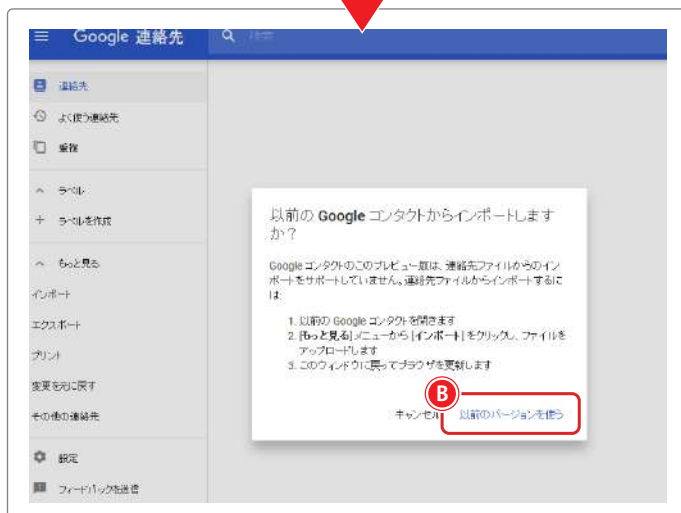 Google 連絡先
検索
連絡先
よく使う連絡先
重複
ラベル
ラベルを作成
もっと見る
インポート
エクスポート
プリント
変更を元に戻す
その他の連絡先
設定
フィードバックを送信
以前の Google コンタクトからインポートします
か？
Google コンタクトのこのプレビュー版は、連絡先ファイルからのイン
ポートをサポートしていません。連絡先ファイルからインポートするに
は:
1. 以前の Google コンタクトを開きます
2. [もっと見る] メニューから [インポート] をクリックし、ファイルを
アップロードします
3. このウィンドウに戻ってブラウザを更新します
B
キャンセル 以前のバージョンを使う